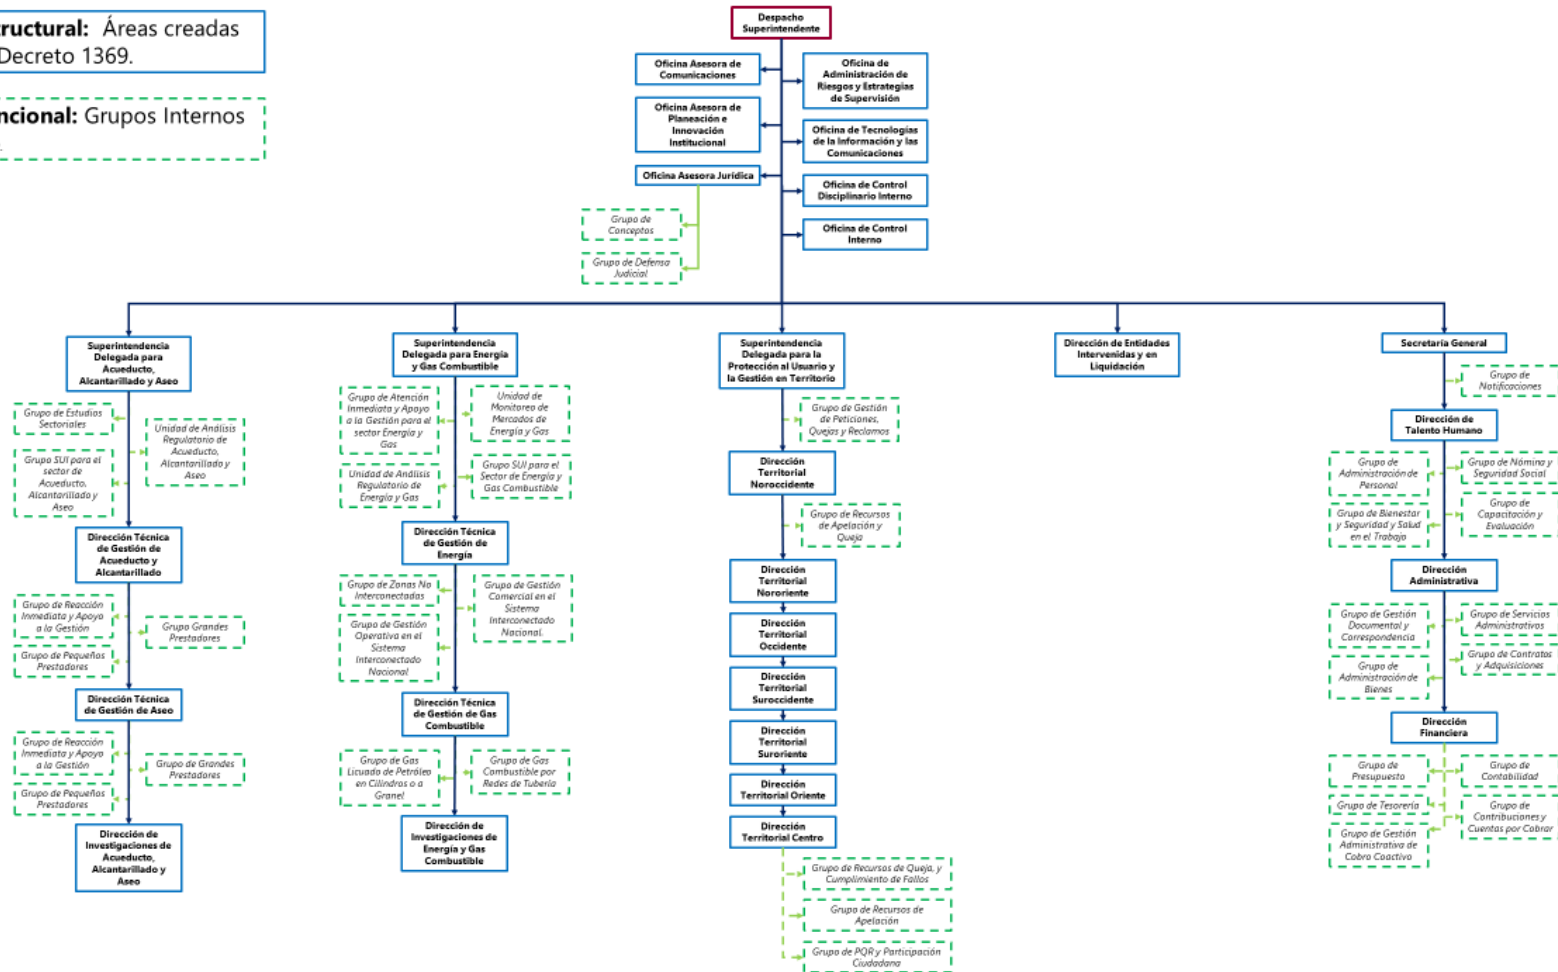 ructural: Áreas creadas
Decreto 1369.
ncional: Grupos Internos
Despacho
Superintendente
Oficina Asesora de
Comunicaciones
Oficina de
Administración de
Riesgos y Estrategias
de Supervisión
Oficina Asesora de
Planeación e
Innovación
Institucional
Oficina de Tecnologías
de la Información y las
Comunicaciones
Oficina Asesora Jurídica
Oficina de Control
Disciplinario Interno
Grupo de
Conceptos
Oficina de Control
Interno
Grupo de Defensa
Judicial
Superintendencia
Delegada para
Acueducto,
Alcantarillado y Aseo
Grupo de Estudios
Sectoriales
Unidad de Análisis
Regulatorio de
Acueducto,
Alcantarillado y
Aseo
Grupo SUI para el
sector de
Acueducto,
Alcantarillado y
Aseo
Dirección Técnica
de Gestión de
Acueducto y
Alcantarillado
Grupo de Reacción
Inmediata y Apoyo
a la Gestión
Grupo Grandes
Prestadores
Grupo de Pequeños
Prestadores
Dirección Técnica
de Gestión de Aseo
Grupo de Reacción
Inmediata y Apoyo
a la Gestión
Grupo de Grandes
Prestadores
Grupo de Pequeños
Prestadores
Dirección de
Investigaciones de
Acueducto,
Alcantarillado y
Aseo
Superintendencia
Delegada para Energía
y Gas Combustible
Grupo de Atención
Inmediata y Apoyo
a la Gestión para el
sector Energía y
Gas
Unidad de
Monitoreo de
Mercados de
Energía y Gas
Unidad de Análisis
Regulatorio de
Energía y Gas
Grupo SUI para el
Sector de Energía y
Gas Combustible
Dirección Técnica
de Gestión de
Energía
Grupo de Zonas No
Interconectadas
Grupo de Gestión
Comercial en el
Sistema
Interconectado
Nacional.
Grupo de Gestión
Operativa en el
Sistema
Interconectado
Nacional
Dirección Técnica
de Gestión de Gas
Combustible
Grupo de Gas
Licuado de Petróleo
en Cilindros o a
Granel
Grupo de Gas
Combustible por
Redes de Tubería
Dirección de
Investigaciones de
Energía y Gas
Combustible
Superintendencia
Delegada para la
Protección al Usuario y
la Gestión en Territorio
Grupo de Gestión
de Peticiones,
Quejas y Reclamos
Dirección
Territorial
Noroccidente
Grupo de Recursos
de Apelación y
Queja
Dirección
Territorial
Nororiente
Dirección
Territorial
Occidente
Dirección
Territorial
Suroccidente
Dirección
Territorial
Suroriente
Dirección
Territorial Oriente
Dirección
Territorial Centro
Grupo de Recursos de Queja, y
Cumplimiento de Fallos
Grupo de Recursos de
Apelación
Grupo de PQR y Participación
Ciudadana
Dirección de Entidades
Intervenidas y en
Liquidación
Secretaría General
Grupo de
Notificaciones
Dirección de
Talento Humano
Grupo de
Administración de
Personal
Grupo de Nómina y
Seguridad Social
Grupo de Bienestar
y Seguridad y Salud
en el Trabajo
Grupo de
Capacitación y
Evaluación
Dirección
Administrativa
Grupo de Gestión
Documental y
Correspondencia
Grupo de Servicios
Administrativos
Grupo de
Administración de
Bienes
Grupo de Contratos
y Adquisiciones
Dirección
Financiera
Grupo de
Presupuesto
Grupo de
Contabilidad
Grupo de Tesorería
Grupo de
Contribuciones y
Cuentas por Cobrar
Grupo de Gestión
Administrativa de
Cobro Coactivo